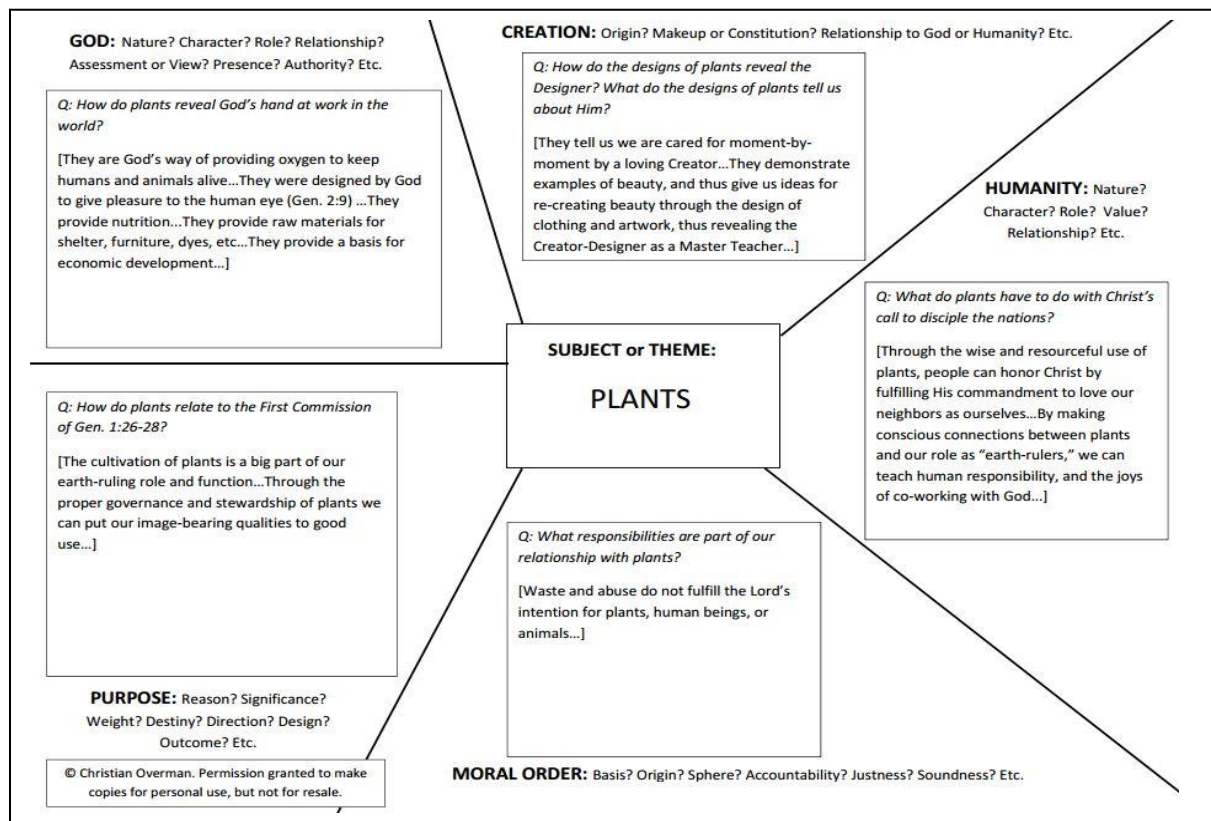 GOD: Nature? Character? Role? Relationship?
Assessment or View? Presence? Authority? Etc.
Q: How do plants reveal God’s hand at work in the
world?
[They are God’s way of providing oxygen to keep
humans and animals alive…They were designed by God
to give pleasure to the human eye (Gen. 2:9) …They
provide nutrition...They provide raw materials for
shelter, furniture, dyes, etc…They provide a basis for
economic development…]
CREATION: Origin? Makeup or Constitution? Relationship to God or Humanity? Etc.
Q: How do the designs of plants reveal the
Designer? What do the designs of plants tell us
about Him?
[They tell us we are cared for moment-by-
moment by a loving Creator…They demonstrate
examples of beauty, and thus give us ideas for
re-creating beauty through the design of
clothing and artwork, thus revealing the
Creator-Designer as a Master Teacher…]
HUMANITY: Nature?
Character? Role? Value?
Relationship? Etc.
Q: What do plants have to do with Christ’s
call to disciple the nations?
[Through the wise and resourceful use of
plants, people can honor Christ by
fulfilling His commandment to love our
neighbors as ourselves…By making
conscious connections between plants
and our role as “earth-rulers,” we can
teach human responsibility, and the joys
of co-working with God…]
SUBJECT or THEME:
PLANTS
Q: How do plants relate to the First Commission
of Gen. 1:26-28?
[The cultivation of plants is a big part of our
earth-ruling role and function…Through the
proper governance and stewardship of plants we
can put our image-bearing qualities to good
use…]
PURPOSE: Reason? Significance?
Weight? Destiny? Direction? Design?
Outcome? Etc.
© Christian Overman. Permission granted to make
copies for personal use, but not for resale.
Q: What responsibilities are part of our
relationship with plants?
[Waste and abuse do not fulfill the Lord’s
intention for plants, human beings, or
animals…]
MORAL ORDER: Basis? Origin? Sphere? Accountability? Justness? Soundness? Etc.